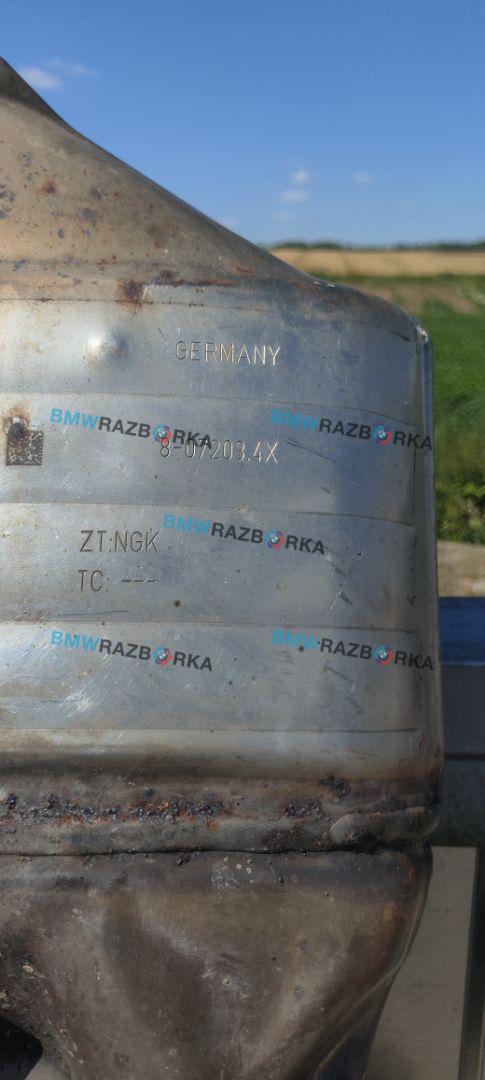 GERMANY
BMWRAZBORKA
BMWRAZBORKA
8-07203.4X
BMWRAZBORKA
ZT:NGK
TC: ---
BMWRAZBORKA
BMWRAZBORKA